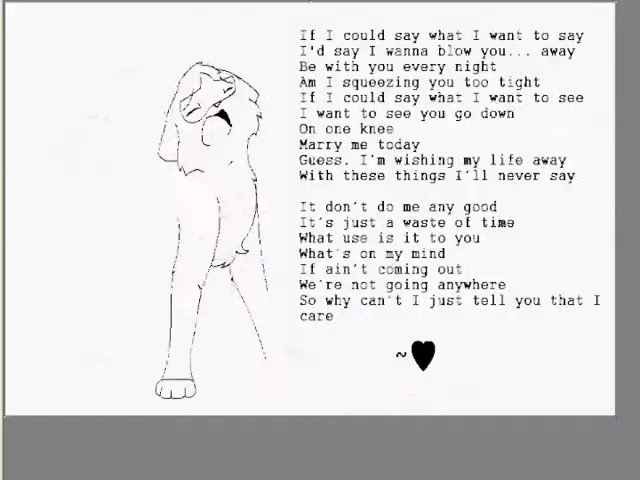 If I could say what I want to say
I'd say I wanna blow you... away
Be with you every night
Am I squeezing you too tight
If I could say what I want to see
I want to see you go down
On one knee
Marry me today
Guess. I'm wishing my life away
With these things I'll never say
It don't do me any good
It's just a waste of time
What use is it to you
What's on my mind
If ain't coming out
We're not going anywhere
So why can't I just tell you that I
care
~♥